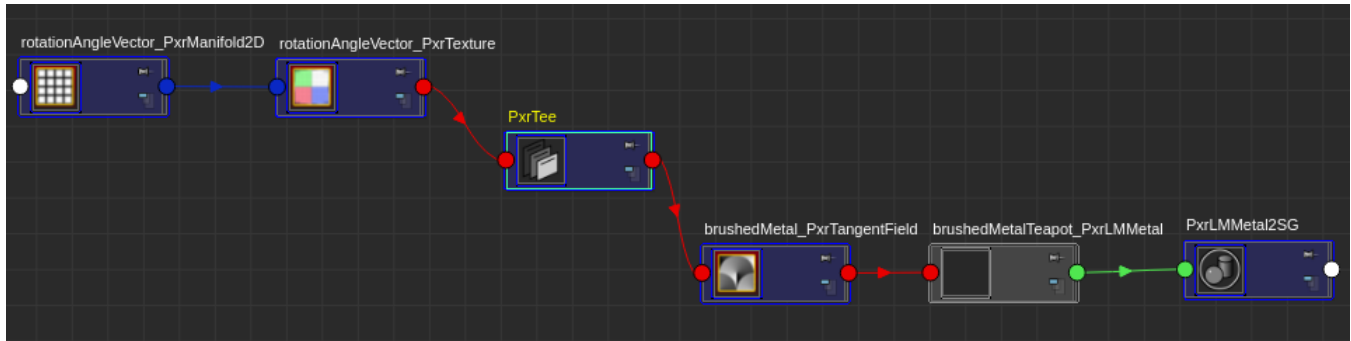 rotationAngleVector_PxrManifold2D
rotationAngleVector_PxrTexture
PxrTee
brushedMetal_PxrTangentField
brushedMetalTeapot_PxrLMMetal
PxrLMMetal2SG